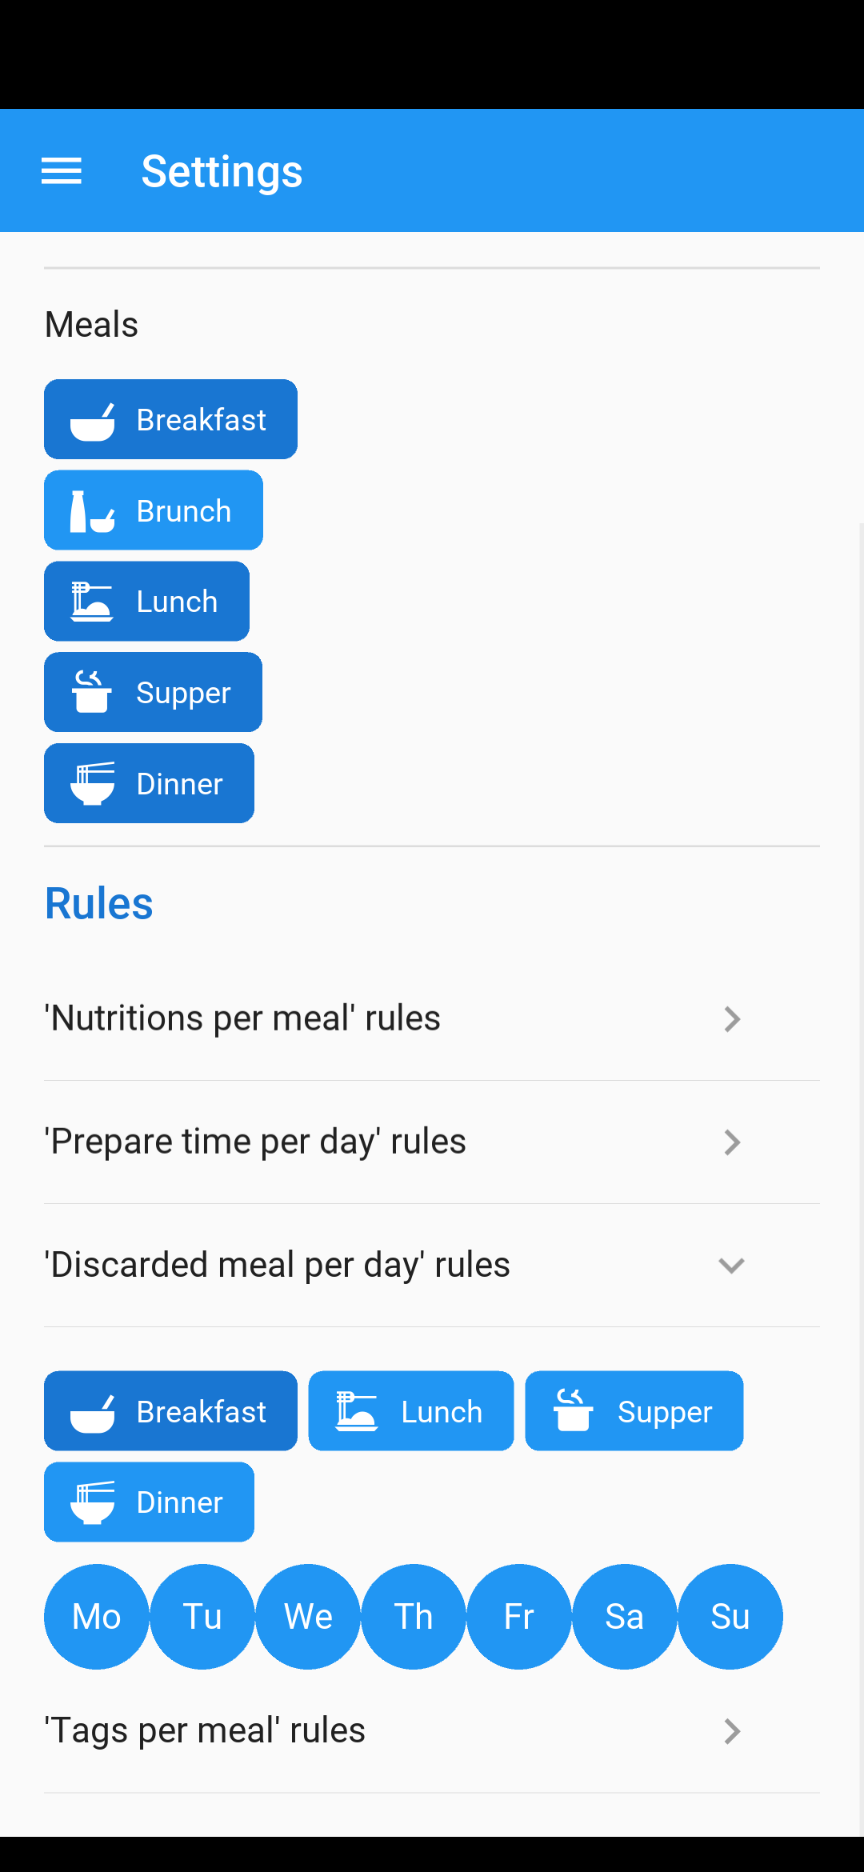 Settings
Meals
Breakfast
Brunch
Lunch
Supper
Dinner
Rules
'Nutritions per meal' rules
'Prepare time per day' rules
'Discarded meal per day' rules
Breakfast Lunch Supper
Dinner
Mo Tu We Th Fr Sa Su
'Tags per meal' rules